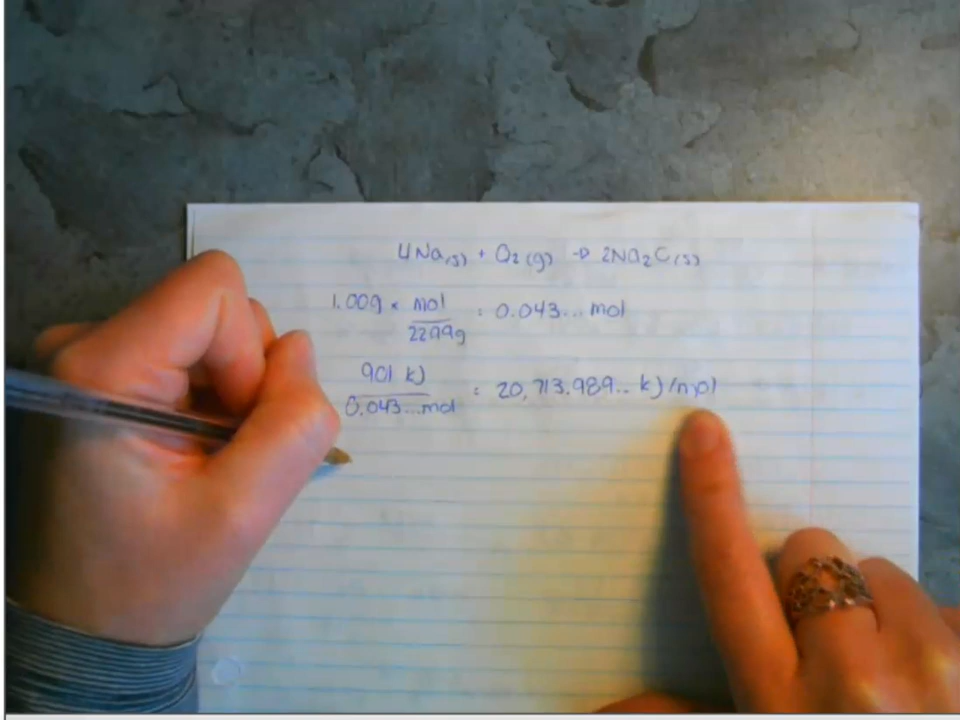 4Na(s) + O2(g) → 2Na2O(s)
1.00g × mol/22.99g = 0.043... mol
901 kJ/0.043...mol = 20,713.989.. kJ/mol